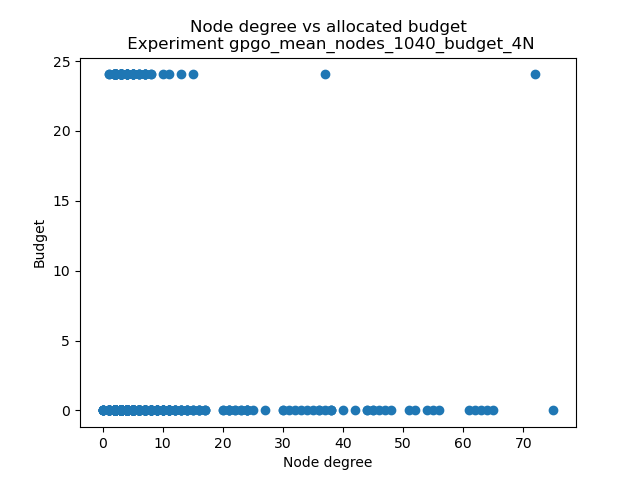 Node degree vs allocated budget
Experiment gpgo_mean_nodes_1040_budget_4N
25
20
15
10
5
0
Budget
0 10 20 30 40 50 60 70
Node degree